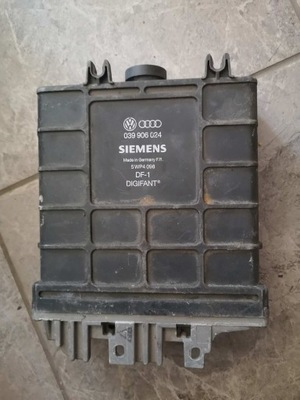 039 906 024
SIEMENS
Made in Germany F.R.
5WP4 066
DF-1
DIGIFANT®